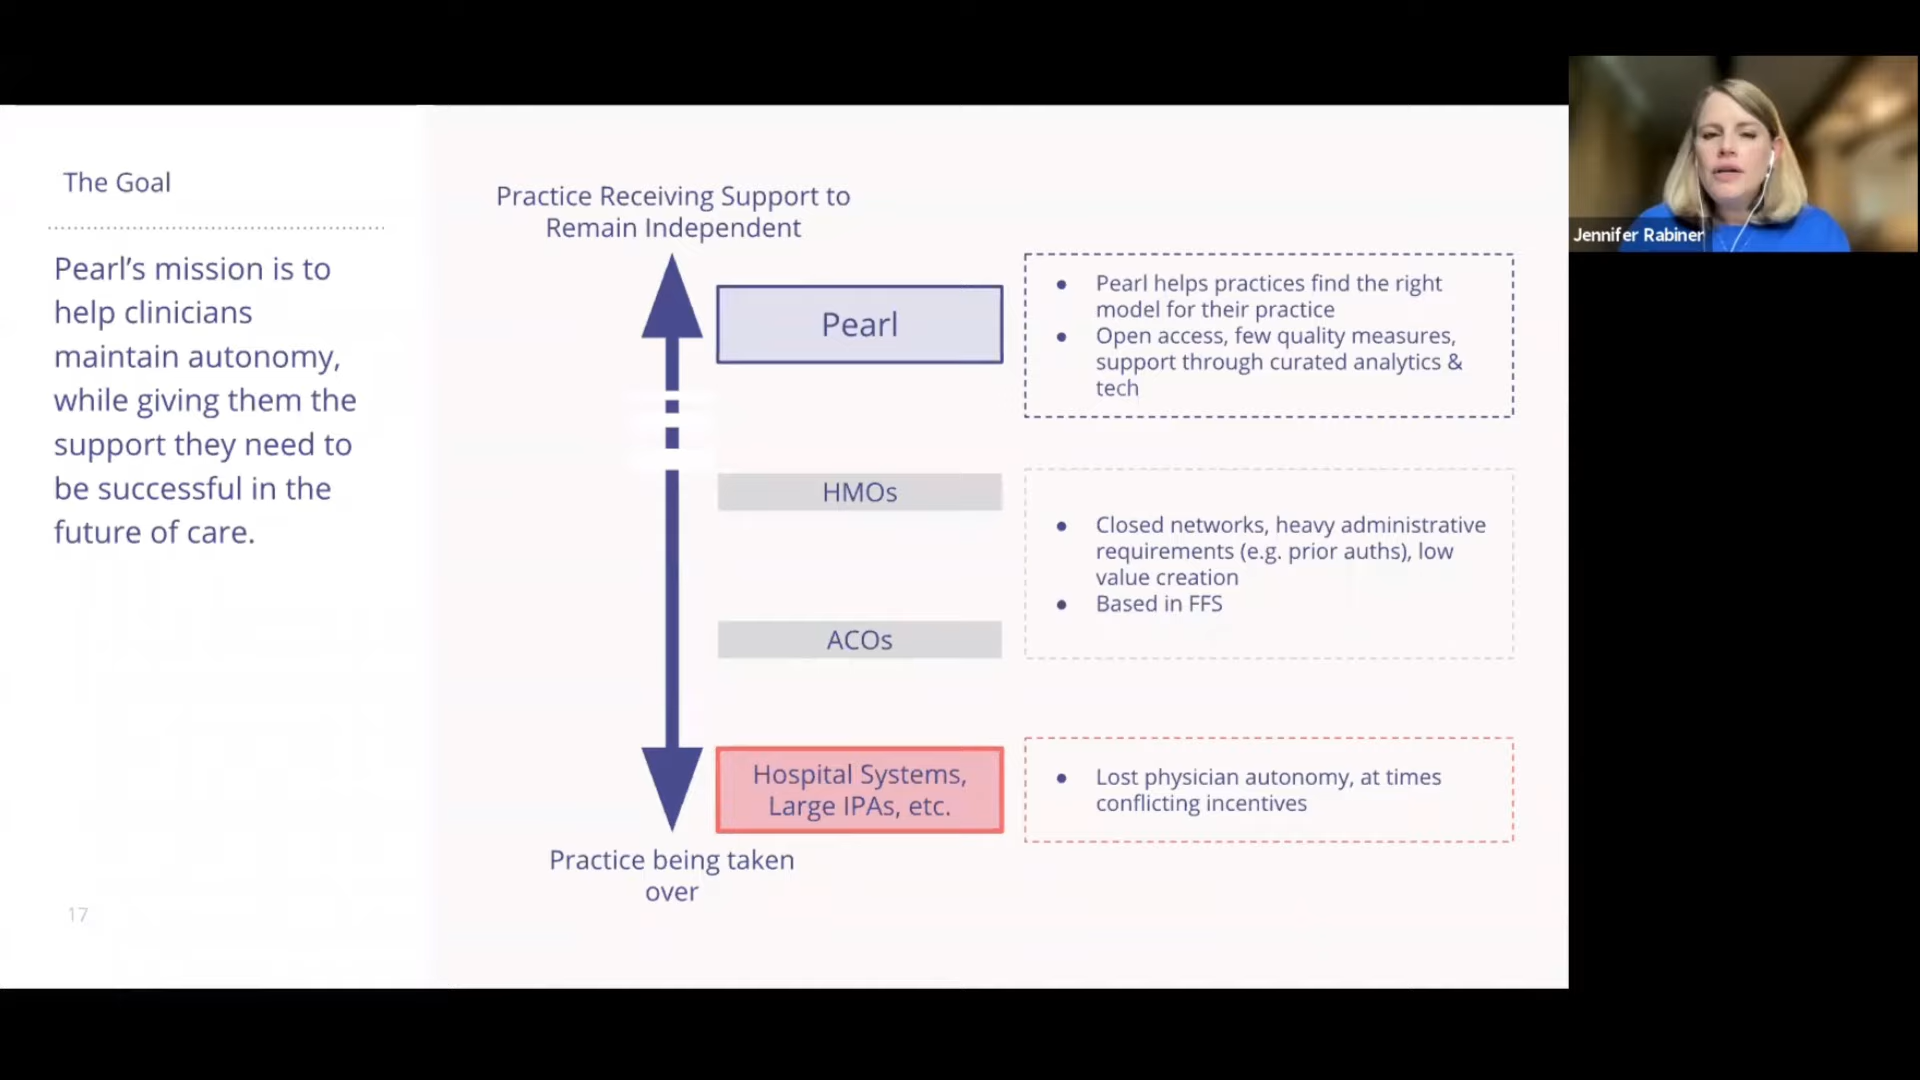 The Goal
Pearl’s mission is to
help clinicians
maintain autonomy,
while giving them the
support they need to
be successful in the
future of care.
17
Practice Receiving Support to
Remain Independent
Pearl
• Pearl helps practices find the right
model for their practice
• Open access, few quality measures,
support through curated analytics &
tech
HMOs
• Closed networks, heavy administrative
requirements (e.g. prior auths), low
value creation
• Based in FFS
ACOs
Hospital Systems,
Large IPAs, etc.
• Lost physician autonomy, at times
conflicting incentives
Practice being taken
over
Jennifer Rabiner